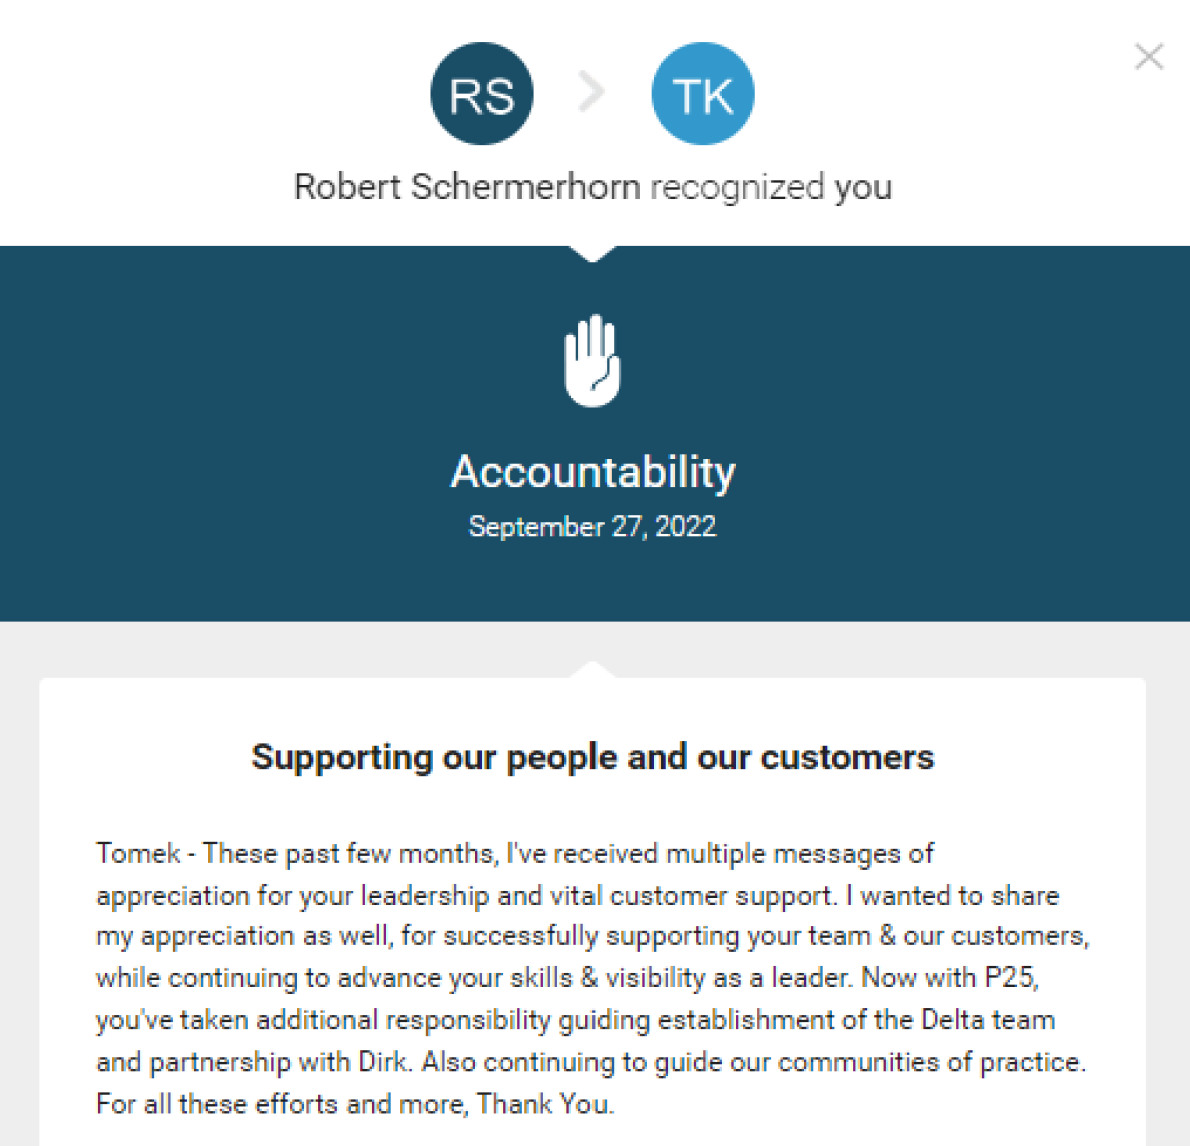 RS
TK
Robert Schermerhorn recognized you
Accountability
September 27, 2022
Supporting our people and our customers
Tomek - These past few months, I've received multiple messages of
appreciation for your leadership and vital customer support. I wanted to share
my appreciation as well, for successfully supporting your team & our customers,
while continuing to advance your skills & visibility as a leader. Now with P25,
you've taken additional responsibility guiding establishment of the Delta team
and partnership with Dirk. Also continuing to guide our communities of practice.
For all these efforts and more, Thank You.